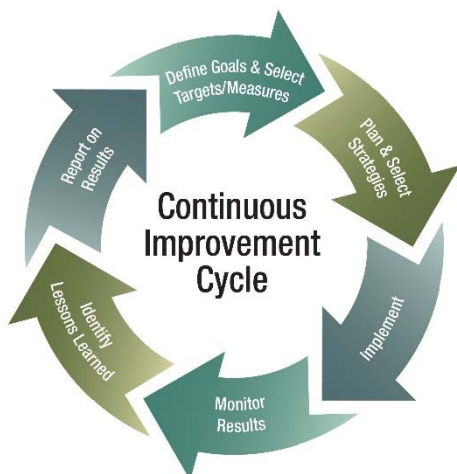 Continuous
Improvement
Cycle
Define Goals & Select
Targets/Measures
Plan & Select
Strategies
Implement
Monitor
Results
Identify
Lessons Learned
Report on
Results